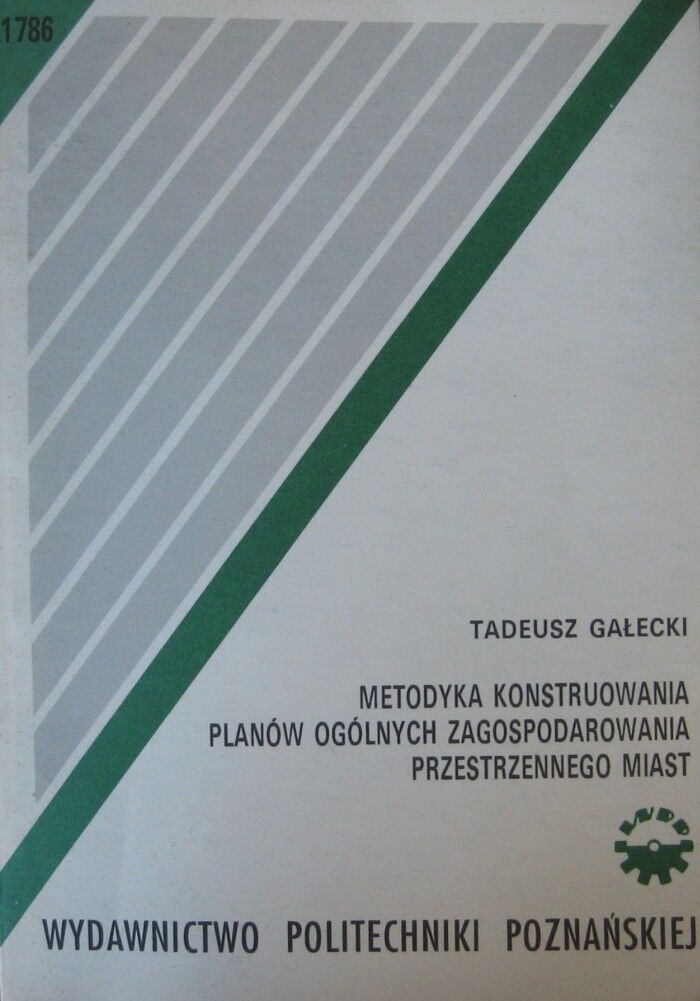 1786
TADEUSZ GAŁECKI
METODYKA KONSTRUOWANIA
PLANÓW OGÓLNYCH ZAGOSPODAROWANIA
PRZESTRZENNEGO MIAST
WYDAWNICTWO POLITECHNIKI POZNAŃSKIEJ